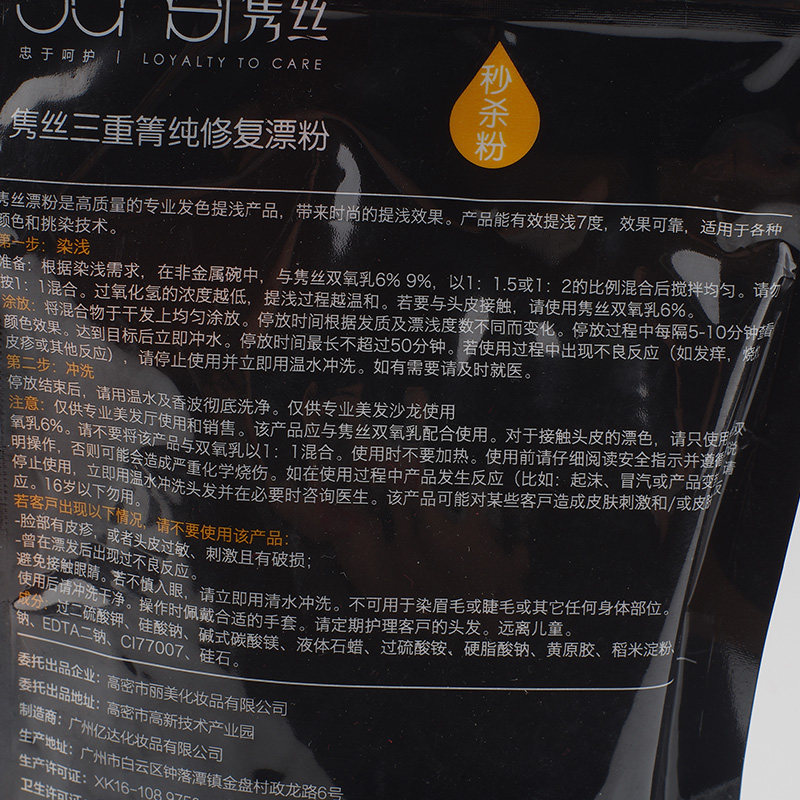 隽丝
忠于呵护 | LOYALTY TO CARE
秒杀粉
隽丝三重箐纯修复漂粉
隽丝漂粉是高质量的专业发色提浅产品，带来时尚的提浅效果。产品能有效提浅7度，效果可靠，适用于各种
颜色和挑染技术。
第一步：染浅
准备：根据染浅需求，在非金属碗中，与隽丝双氧乳6% 9%，以1：1.5或1：2的比例混合后搅拌均匀。请勿
按1：1混合。过氧化氢的浓度越低，提浅过程越温和。若要与头皮接触，请使用隽丝双氧乳6%。
涂放：将混合物于干发上均匀涂放。停放时间根据发质及漂浅度数不同而变化。停放过程中每隔5-10分钟
颜色效果。达到目标后立即冲水。停放时间最长不超过50分钟。若使用过程中出现不良反应（如发痒，烧
皮疹或其他反应），请停止使用并立即用温水冲洗。如有需要请及时就医。
第二步：冲洗
停放结束后，请用温水及香波彻底洗净。仅供专业美发沙龙使用
注意：仅供专业美发厅使用和销售。该产品应与隽丝双氧乳配合使用。对于接触头皮的漂色，请只使用双
氧乳6%。请不要将该产品与双氧乳以1：1混合。使用时不要加热。使用前请仔细阅读安全指示并遵循
明操作，否则可能会造成严重化学烧伤。如在使用过程中产品发生反应（比如：起沫、冒汽或产品变
停止使用，立即用温水冲洗头发并在必要时咨询医生。该产品可能对某些客户造成皮肤刺激和/或皮肤
应。16岁以下勿用。
若客户出现以下情况，请不要使用该产品：
-脸部有皮疹，或者头皮过敏、刺激且有破损；
-曾在漂发后出现过不良反应。
避免接触眼睛。若不慎入眼，请立即用清水冲洗。不可用于染眉毛或睫毛或其它任何身体部位。
使用后请冲洗干净。操作时佩戴合适的手套。请定期护理客户的头发。远离儿童。
成分：过二硫酸钾、硅酸钠、碱式碳酸镁、液体石蜡、过硫酸铵、硬脂酸钠、黄原胶、稻米淀粉、
钠、EDTA二钠、CI77007、硅石。
委托出品企业：高密市丽美化妆品有限公司
委托出品地址：高密市高新技术产业园
制造商：广州亿达化妆品有限公司
生产地址：广州市白云区钟落潭镇金盘村政龙路6号
生产许可证：XK16-108 975
卫生许可证：